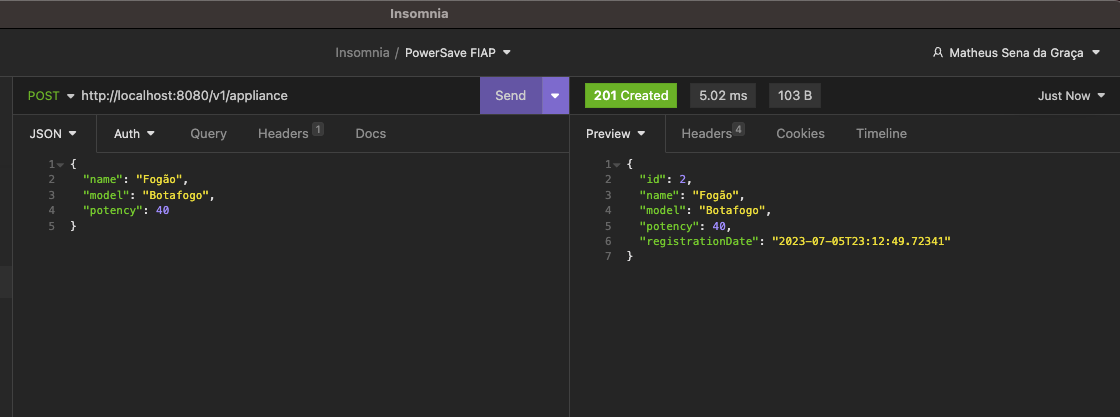 Insomnia
Insomnia / PowerSave FIAP
Matheus Sena da Graça
POST http://localhost:8080/v1/appliance Send
201 Created 5.02 ms 103 B Just Now
JSON Auth Query Headers 1 Docs
Preview Headers 4 Cookies Timeline
1 {
2 "name": "Fogão",
3 "model": "Botafogo",
4 "potency": 40
5 }
1 {
2 "id": 2,
3 "name": "Fogão",
4 "model": "Botafogo",
5 "potency": 40,
6 "registrationDate": "2023-07-05T23:12:49.72341"
7 }